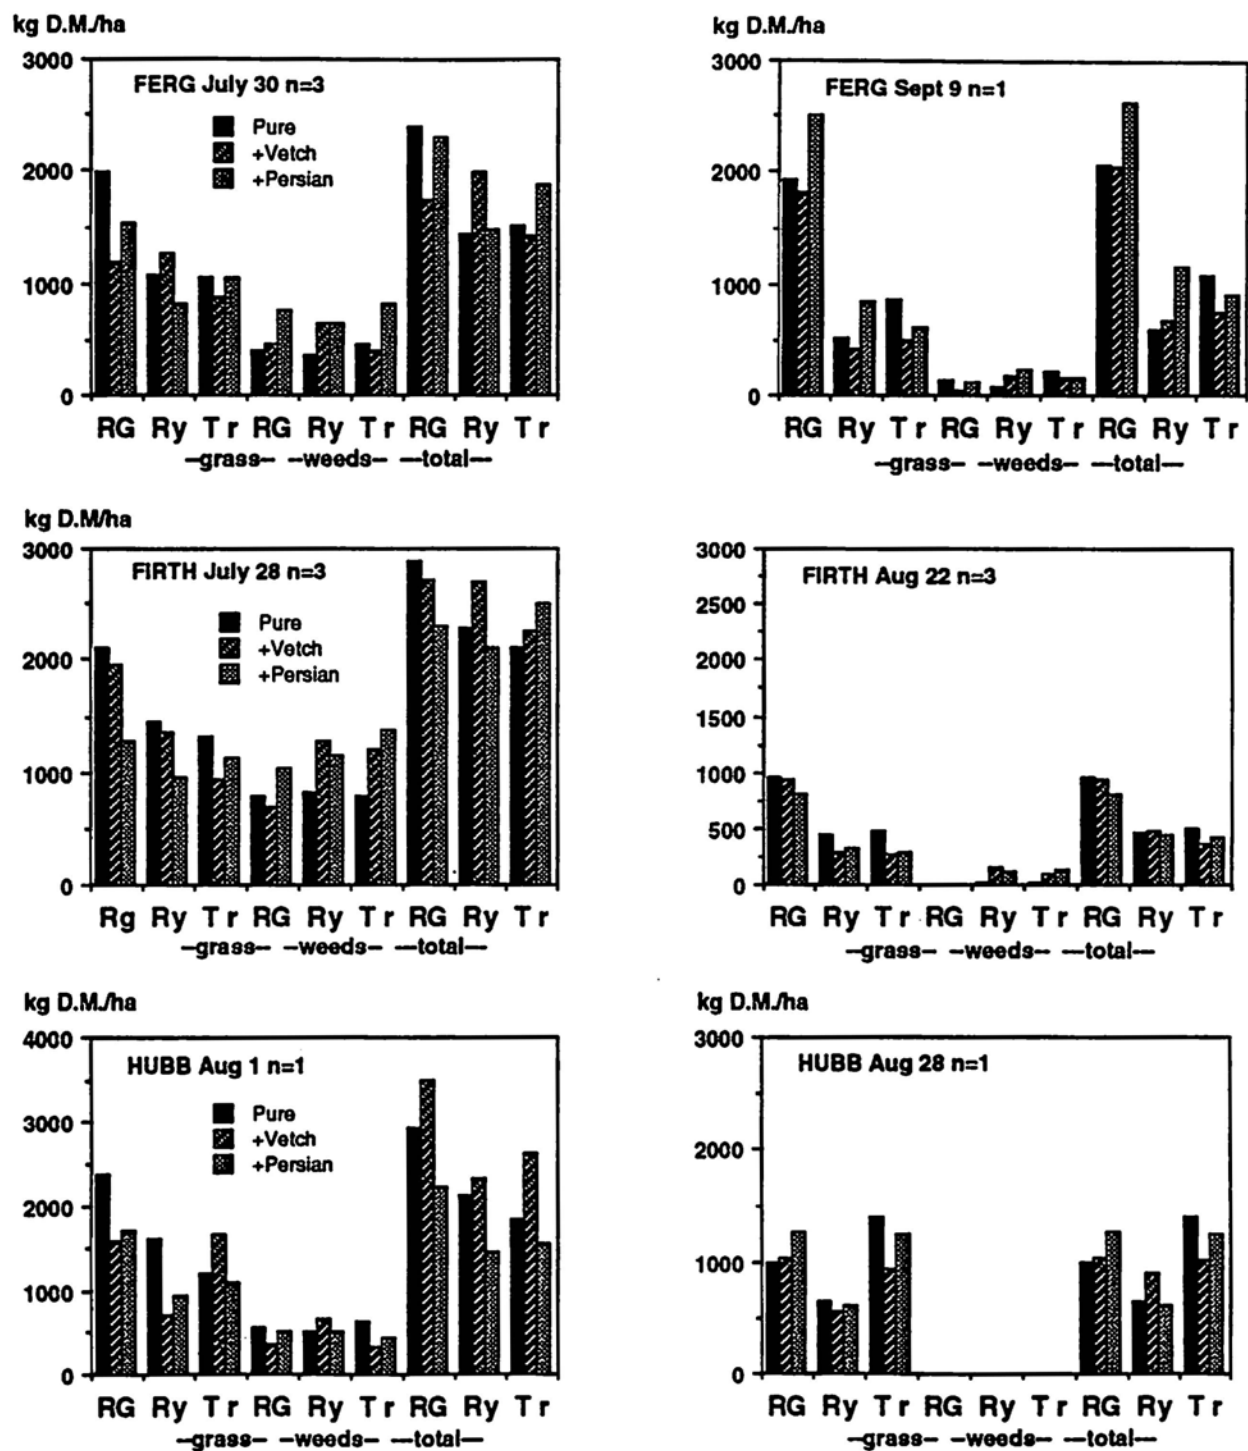 kg D.M./ha
3000
2000
1000
0
FERG July 30 n=3
Pure
+Vetch
+Persian
RG Ry Tr RG Ry Tr RG Ry Tr
--grass-- --weeds-- ---total---
kg D.M./ha
3000
2000
1000
0
FERG Sept 9 n=1
RG Ry Tr RG Ry Tr RG Ry Tr
--grass-- --weeds-- ---total---
kg D.M/ha
3000
2000
1000
0
FIRTH July 28 n=3
Pure
+Vetch
+Persian
Rg Ry Tr RG Ry Tr RG Ry Tr
--grass-- --weeds-- ---total---
3000
2500
2000
1500
1000
500
0
FIRTH Aug 22 n=3
RG Ry Tr RG Ry Tr RG Ry Tr
--grass-- --weeds-- ---total---
kg D.M./ha
4000
3000
2000
1000
0
HUBB Aug 1 n=1
Pure
+Vetch
+Persian
RG Ry Tr RG Ry Tr RG Ry Tr
--grass-- --weeds-- ---total---
kg D.M./ha
3000
2000
1000
0
HUBB Aug 28 n=1
RG Ry Tr RG Ry Tr RG Ry Tr
--grass-- --weeds-- ---total---